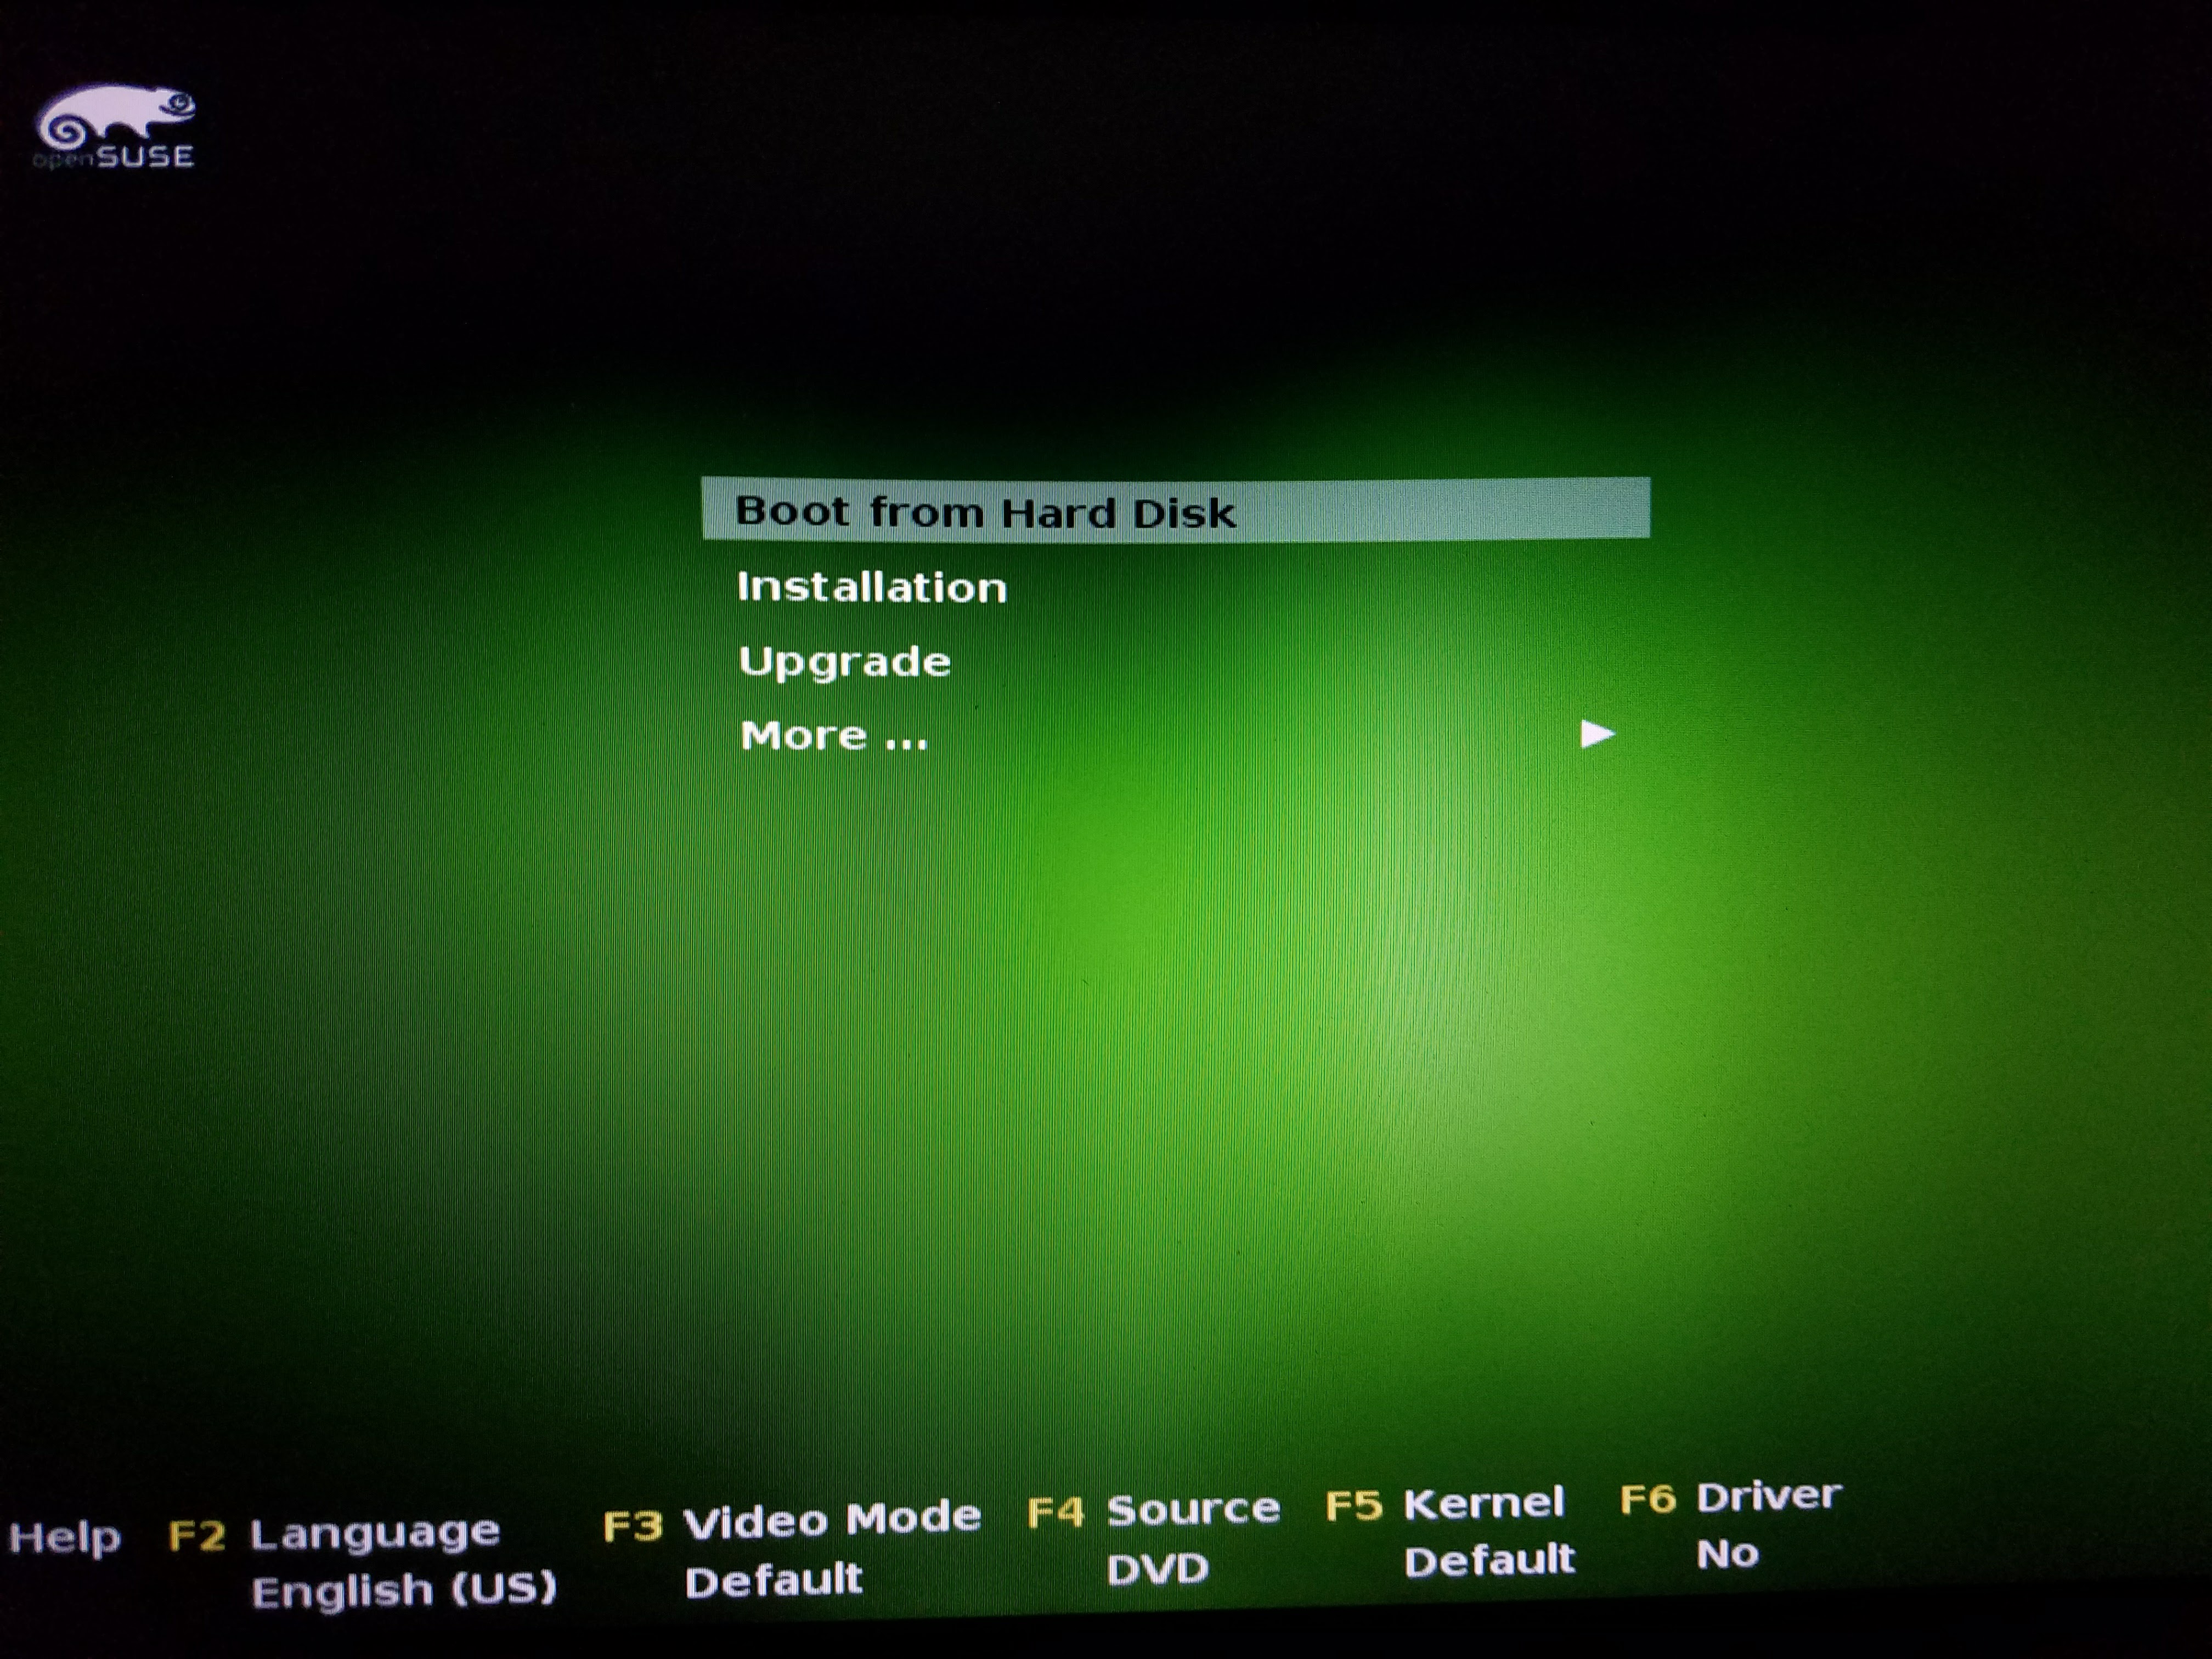 openSUSE
Boot from Hard Disk
Installation
Upgrade
More ...
Help F2 Language F3 Video Mode F4 Source F5 Kernel F6 Driver
English (US) Default DVD Default No